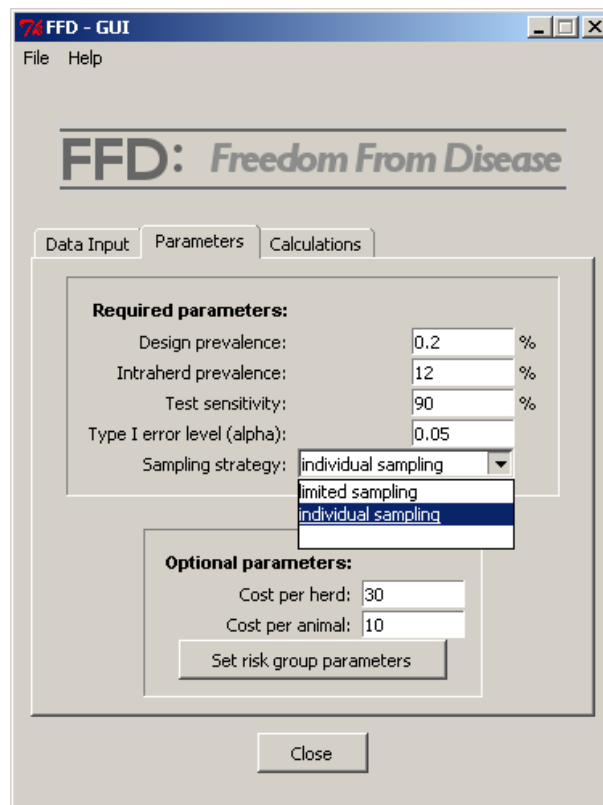 FFD - GUI
File Help
FFD: Freedom From Disease
Data Input Parameters Calculations
Required parameters:
Design prevalence: 0.2 %
Intraherd prevalence: 12 %
Test sensitivity: 90 %
Type I error level (alpha): 0.05
Sampling strategy: individual sampling
limited sampling
individual sampling
Optional parameters:
Cost per herd: 30
Cost per animal: 10
Set risk group parameters
Close